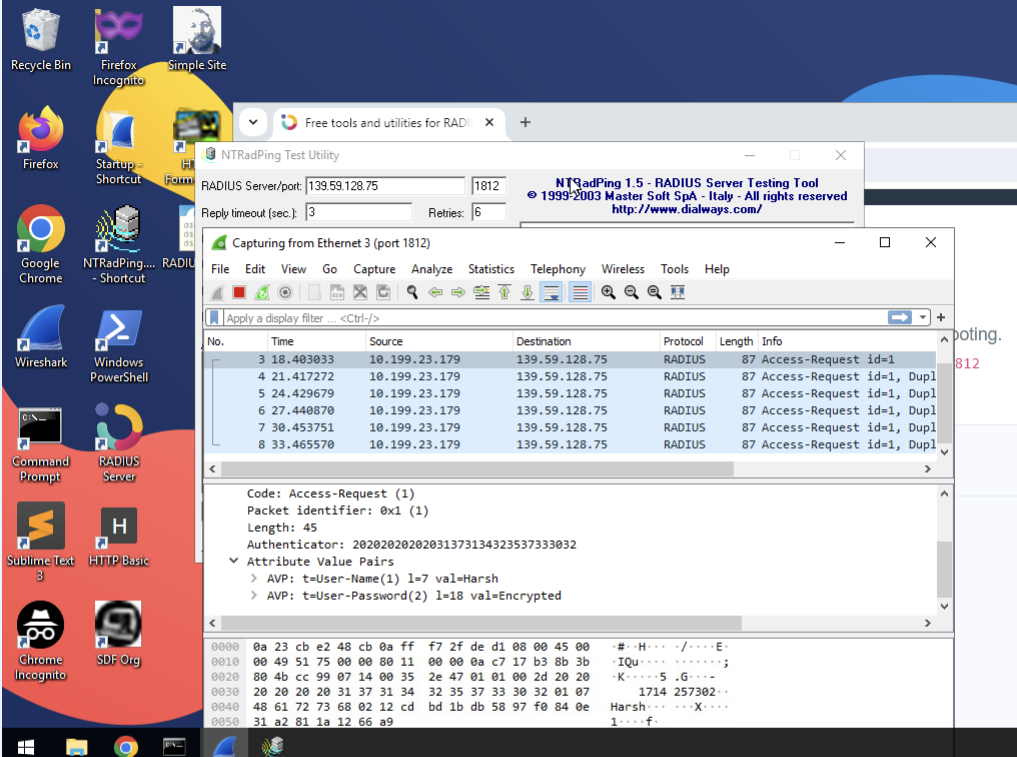 Recycle Bin
Firefox Incognito
Simple Site
Firefox
Startup - Shortcut
Form
Google Chrome
NTRadPing.... - Shortcut
RADIU
Wireshark
Windows PowerShell
C:\-
Command Prompt
RADIUS Server
Sublime Text 3
H
HTTP Basic
Chrome Incognito
SDF Org
Free tools and utilities for RADI
NTRadPing Test Utility
RADIUS Server/port: 139.59.128.75 1812
NTRadPing 1.5 - RADIUS Server Testing Tool
© 1999-2003 Master Soft SpA - Italy - All rights reserved
http://www.dialways.com/
Reply timeout (sec.): 3 Retries: 6
Capturing from Ethernet 3 (port 1812)
File Edit View Go Capture Analyze Statistics Telephony Wireless Tools Help
Apply a display filter ... <Ctrl-/>
No. Time Source Destination Protocol Length Info
3 18.403033 10.199.23.179 139.59.128.75 RADIUS 87 Access-Request id=1
4 21.417272 10.199.23.179 139.59.128.75 RADIUS 87 Access-Request id=1, Dupl
5 24.429679 10.199.23.179 139.59.128.75 RADIUS 87 Access-Request id=1, Dupl
6 27.440870 10.199.23.179 139.59.128.75 RADIUS 87 Access-Request id=1, Dupl
7 30.453751 10.199.23.179 139.59.128.75 RADIUS 87 Access-Request id=1, Dupl
8 33.465570 10.199.23.179 139.59.128.75 RADIUS 87 Access-Request id=1, Dupl
ooting.
812
Code: Access-Request (1)
Packet identifier: 0x1 (1)
Length: 45
Authenticator: 20202020202031373134323537333032
Attribute Value Pairs
AVP: t=User-Name(1) l=7 val=Harsh
AVP: t=User-Password(2) l=18 val=Encrypted
0000 0a 23 cb e2 48 cb 0a ff f7 2f de d1 08 00 45 00 ·#··H··· ·/····E·
0010 00 49 51 75 00 00 80 11 00 00 0a c7 17 b3 8b 3b ·IQu···· ·······;
0020 80 4b cc 99 07 14 00 35 2e 47 01 01 00 2d 20 20 ·K·····5 .G···-
0030 20 20 20 20 31 37 31 34 32 35 37 33 30 32 01 07 1714 257302··
0040 48 61 72 73 68 02 12 cd bd 1b db 58 97 f0 84 0e Harsh··· ···X····
0050 31 a2 81 1a 12 66 a9 1····f·